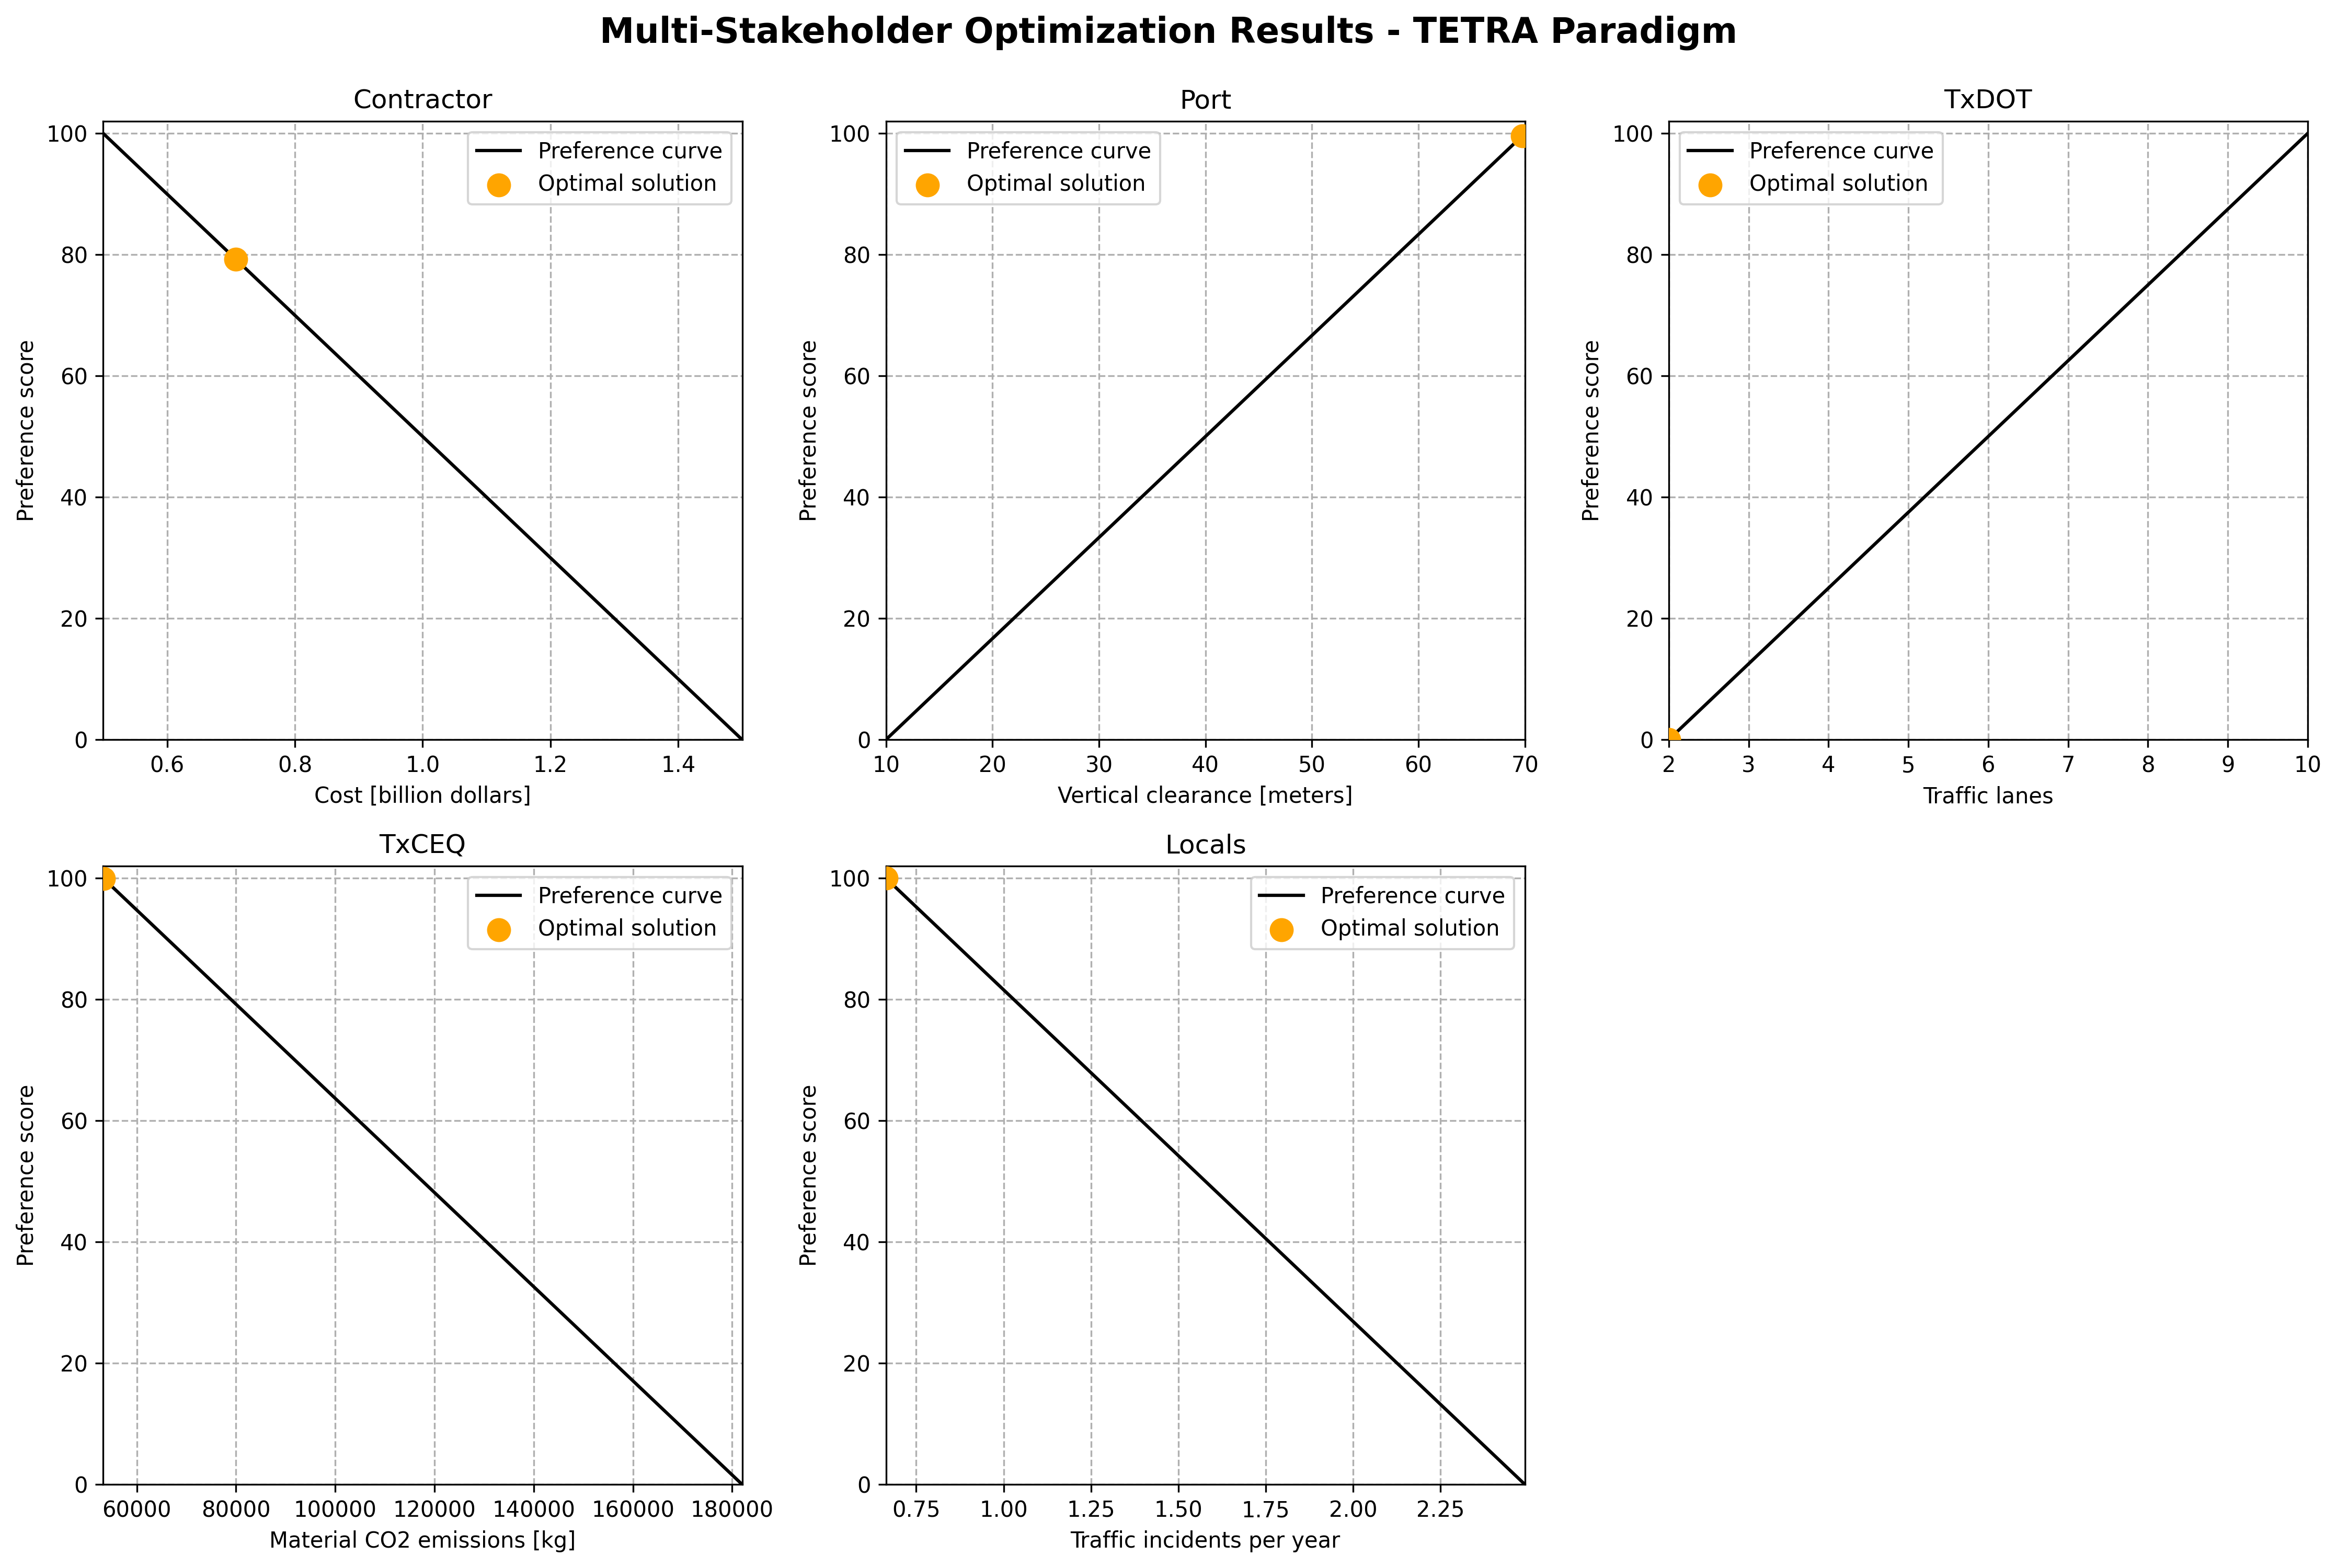 Multi-Stakeholder Optimization Results - TETRA Paradigm
Contractor
Preference curve
Optimal solution
Preference score
100
80
60
40
20
0
0.6 0.8 1.0 1.2 1.4
Cost [billion dollars]
Port
Preference curve
Optimal solution
Preference score
100
80
60
40
20
0
10 20 30 40 50 60 70
Vertical clearance [meters]
TxDOT
Preference curve
Optimal solution
Preference score
100
80
60
40
20
0
2 3 4 5 6 7 8 9 10
Traffic lanes
TxCEQ
Preference curve
Optimal solution
Preference score
100
80
60
40
20
0
60000 80000 100000 120000 140000 160000 180000
Material CO2 emissions [kg]
Locals
Preference curve
Optimal solution
Preference score
100
80
60
40
20
0
0.75 1.00 1.25 1.50 1.75 2.00 2.25
Traffic incidents per year